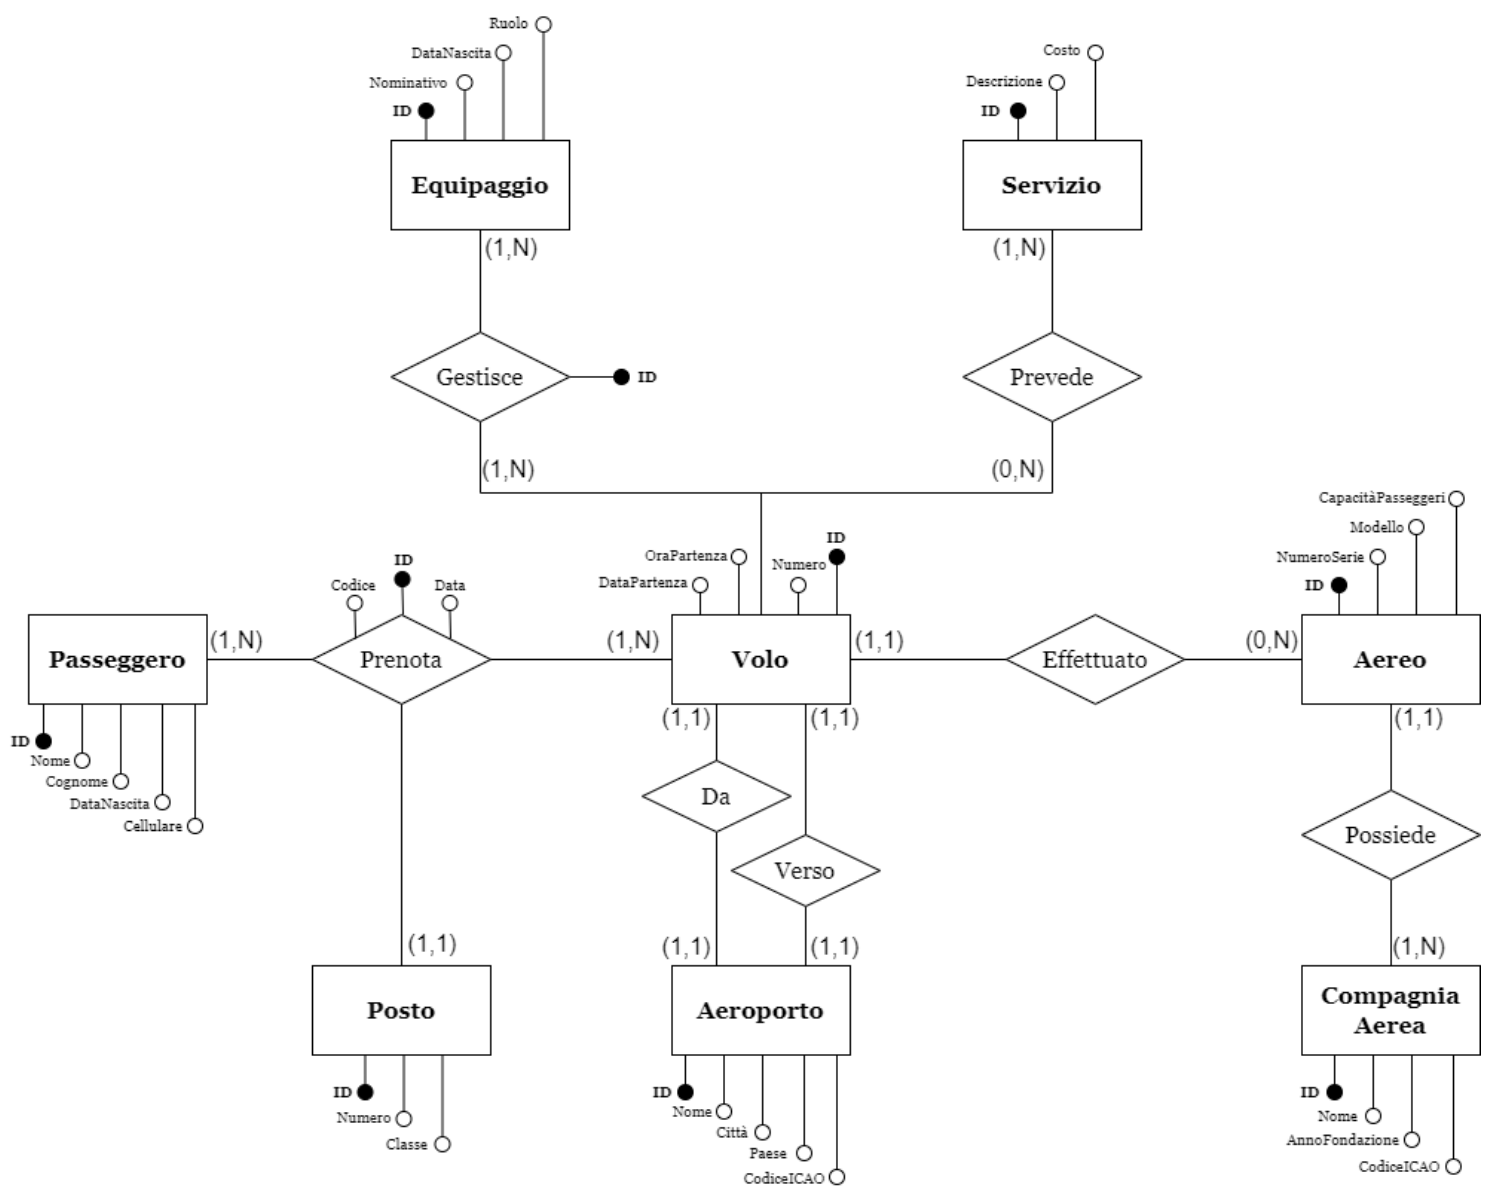 Ruolo
DataNascita
Nominativo
ID
Equipaggio
(1,N)
Costo
Descrizione
ID
Servizio
(1,N)
Gestisce
ID
Prevede
(1,N)
(0,N)
CapacitàPasseggeri
Modello
NumeroSerie
ID
ID
Codice
Data
OraPartenza
DataPartenza
Numero
ID
Passeggero
(1,N)
Prenota
(1,N)
Volo
(1,1)
Effettuato
(0,N)
Aereo
ID
Nome
Cognome
DataNascita
Cellulare
(1,1)
(1,1)
(1,1)
Da
Verso
Possiede
(1,1)
(1,1)
(1,1)
(1,N)
Posto
Aeroporto
Compagnia
Aerea
ID
Numero
Classe
ID
Nome
Città
Paese
CodiceICAO
ID
Nome
AnnoFondazione
CodiceICAO